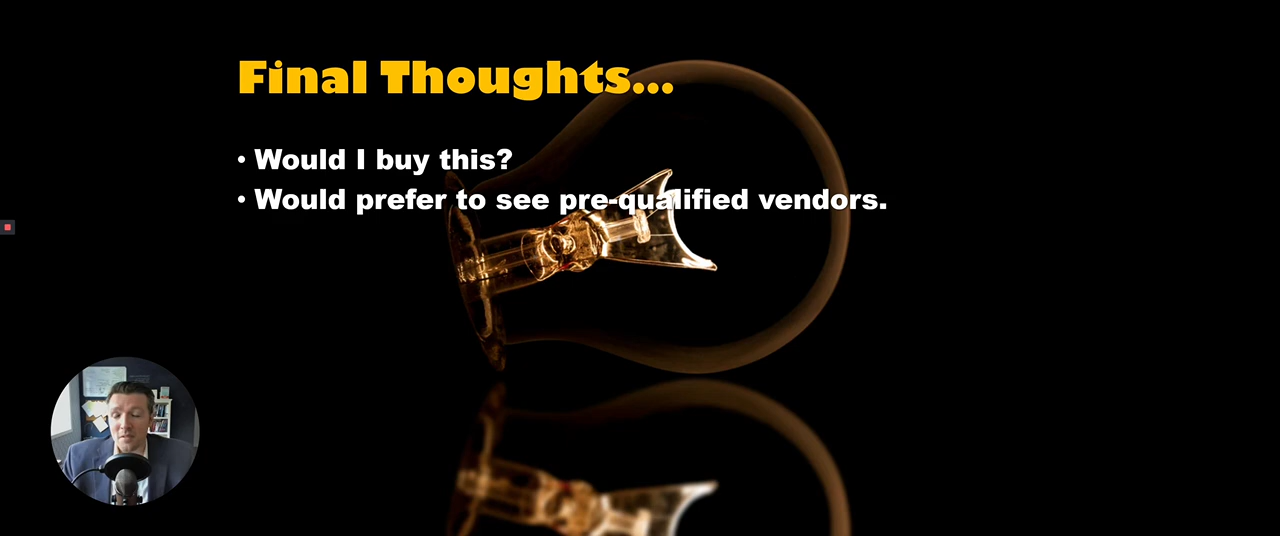 Final Thoughts...
• Would I buy this?
• Would prefer to see pre-qualified vendors.